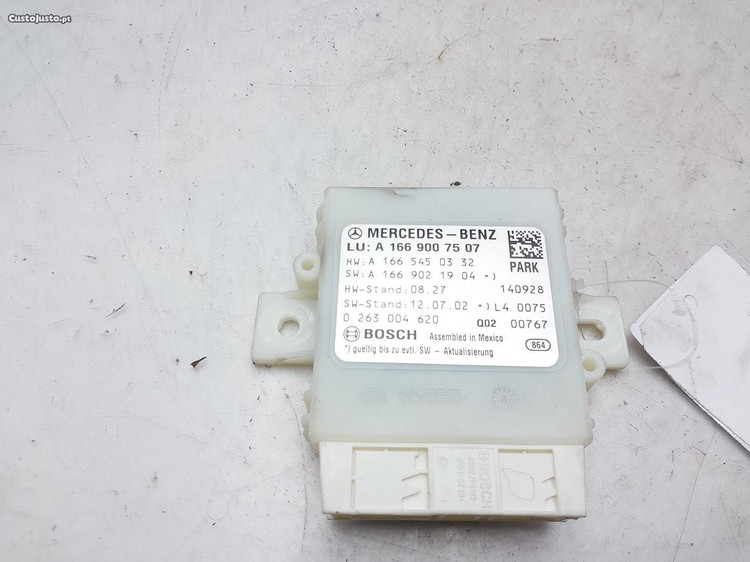 CustoJusto.pt
MERCEDES-BENZ
LU: A 166 900 75 07
HW: A 166 545 03 32
SW: A 166 902 19 04 *)
PARK
HW-Stand: 08.27 140928
SW-Stand: 12.07.02 *) L4 0075
0 263 004 620 Q02 00767
BOSCH Assembled in Mexico 864
*) gueltig bis zu evtl. SW - Aktualisierung
BOSCH